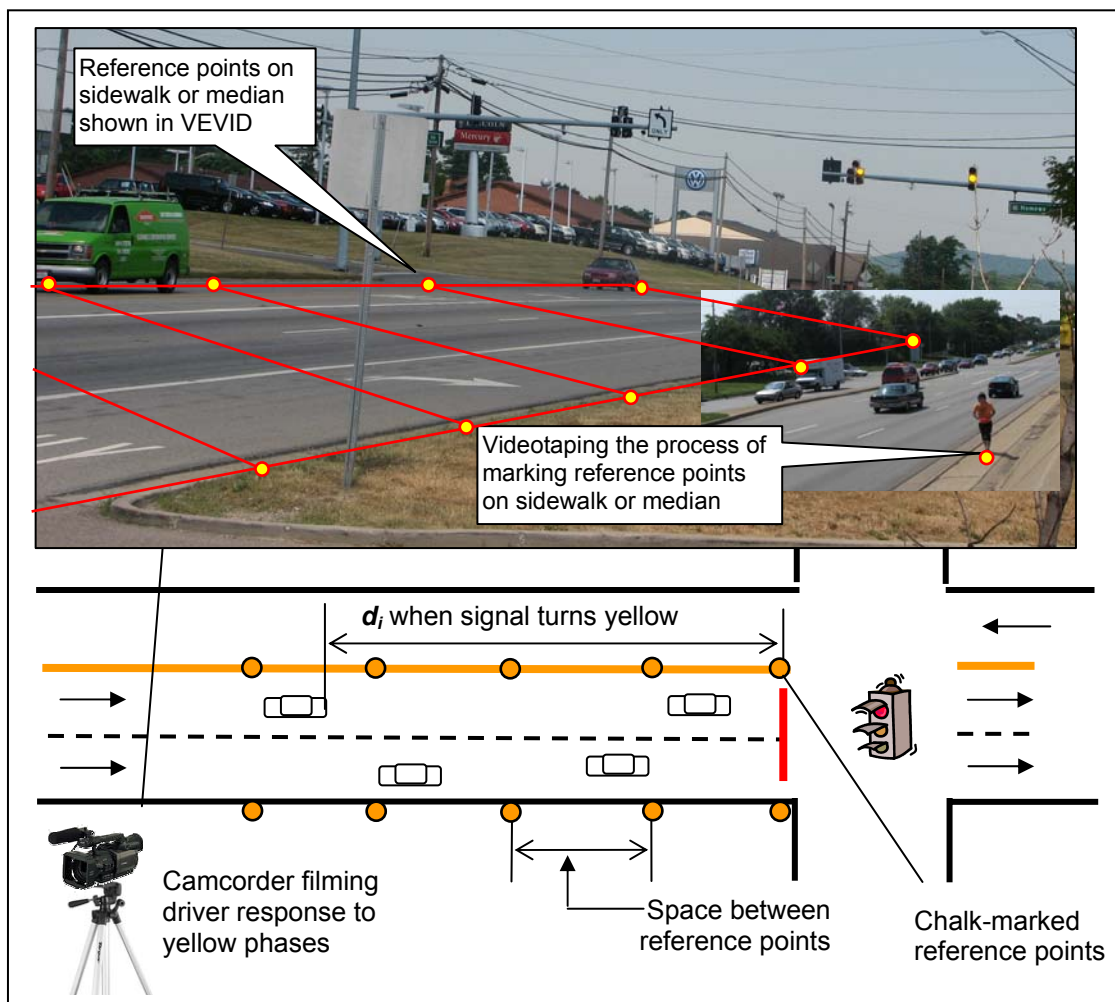 Reference points on
sidewalk or median
shown in VEVID
Mercury
ONLY
Videotaping the process of
marking reference points
on sidewalk or median
d_i when signal turns yellow
Camcorder filming
driver response to
yellow phases
Space between
reference points
Chalk-marked
reference points